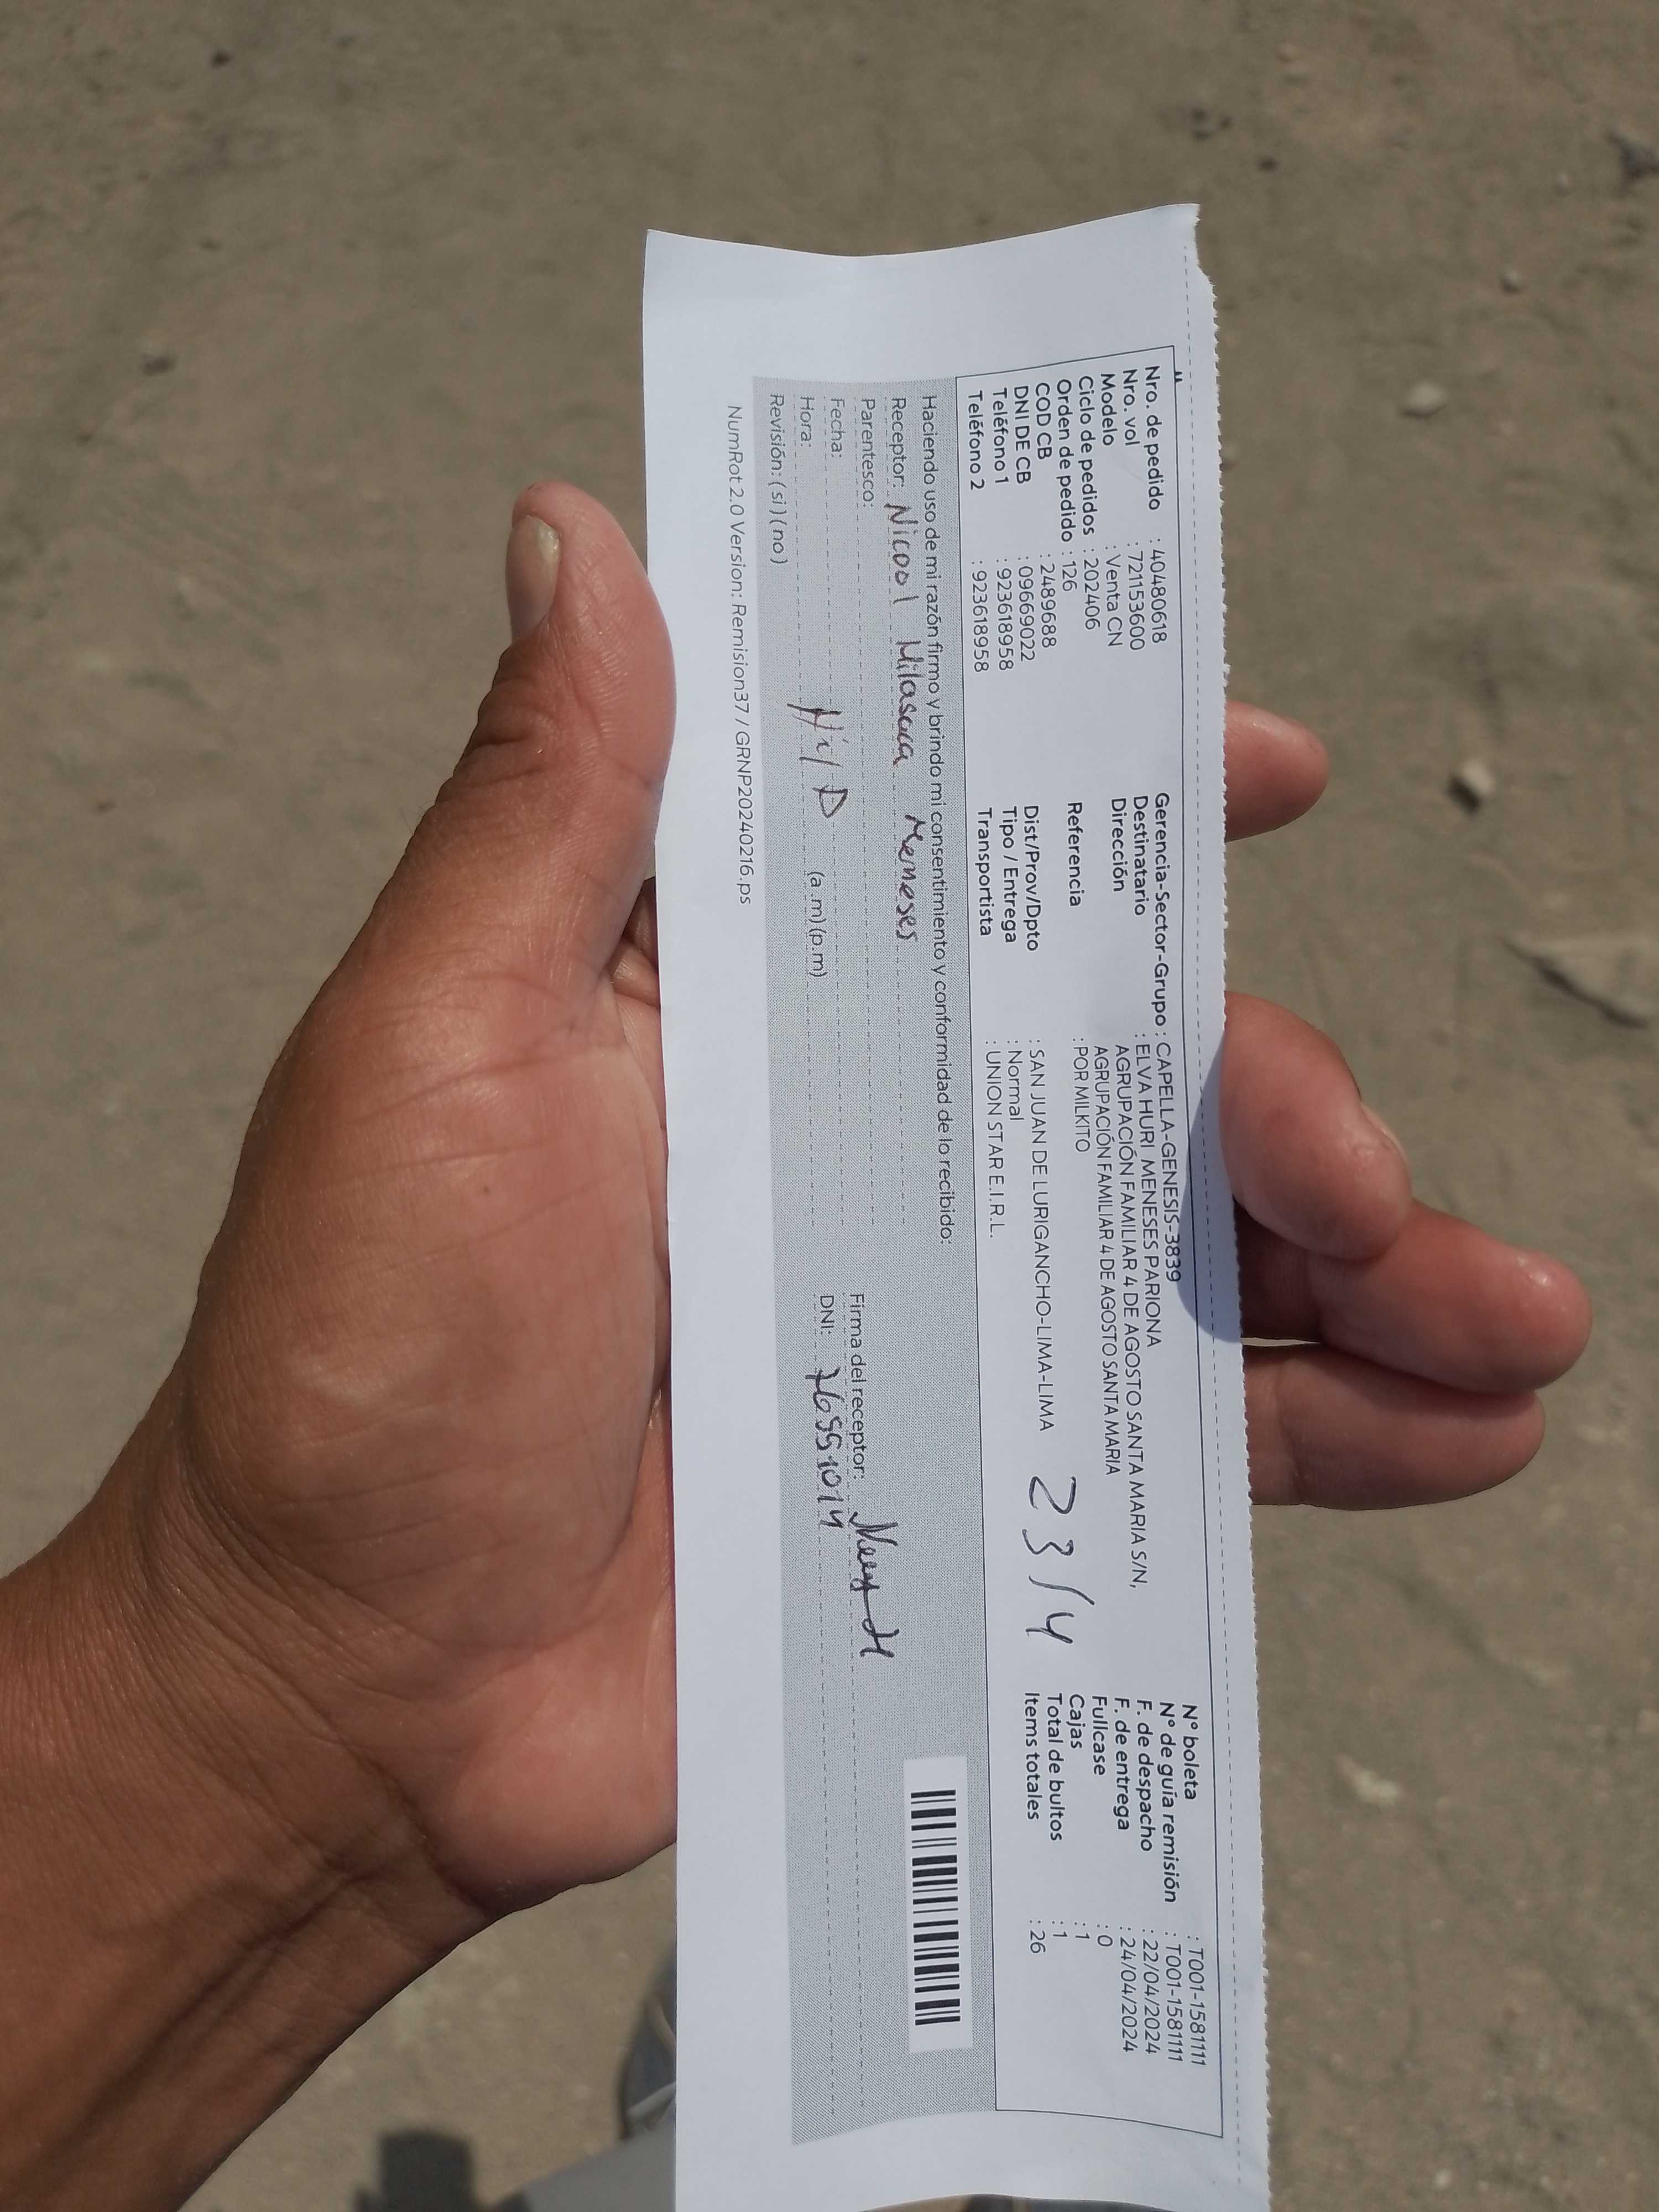 Nro. de pedido : 40480618
Nro. vol : 721153600
Modelo : Venta CN
Ciclo de pedidos : 202406
Orden de pedido : 126
COD CB : 2489688
DNI DE CB : 09669022
Teléfono 1 : 923618958
Teléfono 2 : 923618958
Gerencia-Sector-Grupo : CAPELLA-GENESIS-3839
Destinatario : ELVA HURI MENESES PARIONA
Dirección AGRUPACIÓN FAMILIAR 4 DE AGOSTO SANTA MARIA S/N,
AGRUPACIÓN FAMILIAR 4 DE AGOSTO SANTA MARIA
Referencia : POR MILKITO
Dist/Prov/Dpto : SAN JUAN DE LURIGANCHO-LIMA-LIMA
Tipo / Entrega : Normal
Transportista : UNION STAR E.I.R.L.
23/4
N° boleta : T001-1581111
N° de guía remisión : T001-1581111
F. de despacho : 22/04/2024
F. de entrega : 24/04/2024
Fullcase : 0
Cajas : 1
Total de bultos : 1
Items totales : 26
Haciendo uso de mi razón firmo y brindo mi consentimiento y conformidad de lo recibido:
Receptor: Nicool Meneses
Parentesco:
Fecha:
Hora: (a.m) (p.m)
Revisión: ( si ) ( no )
Firma del receptor:
DNI: 76551014
NumRot 2.0 Version: Remision37 / GRNP20240216.ps